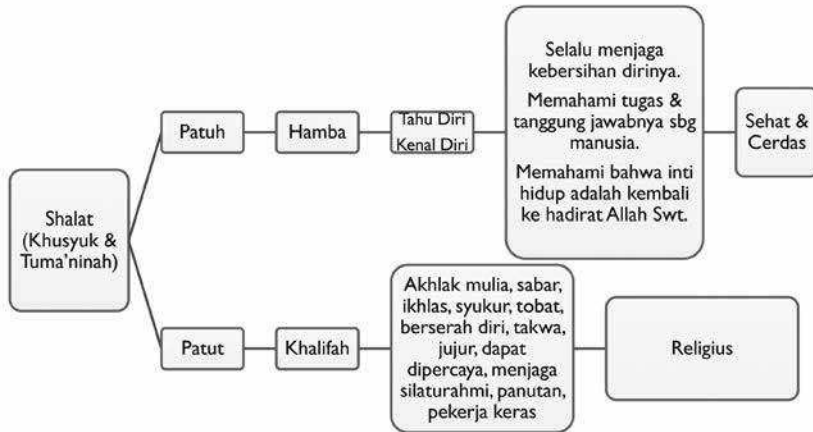 Shalat
(Khusyuk &
Tuma'ninah)
Patuh
Hamba
Tahu Diri
Kenal Diri
Selalu menjaga
kebersihan dirinya.
Memahami tugas &
tanggung jawabnya sbg
manusia.
Memahami bahwa inti
hidup adalah kembali
ke hadirat Allah Swt.
Sehat &
Cerdas
Patut
Khalifah
Akhlak mulia, sabar,
ikhlas, syukur, tobat,
berserah diri, takwa,
jujur, dapat
dipercaya, menjaga
silaturahmi, panutan,
pekerja keras
Religius